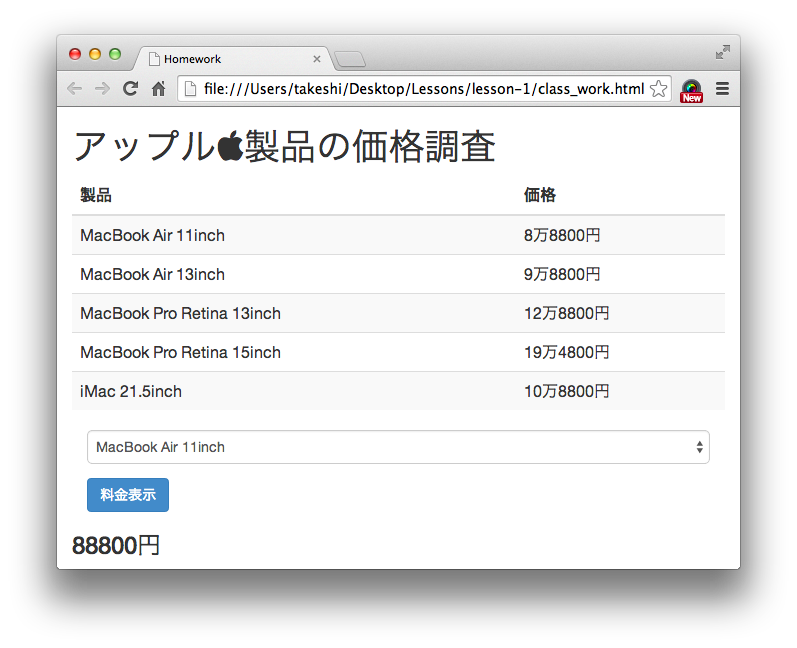 Homework
file:///Users/takeshi/Desktop/Lessons/lesson-1/class_work.html
New
アップル製品の価格調査
製品 価格
MacBook Air 11inch 8万8800円
MacBook Air 13inch 9万8800円
MacBook Pro Retina 13inch 12万8800円
MacBook Pro Retina 15inch 19万4800円
iMac 21.5inch 10万8800円
MacBook Air 11inch
料金表示
88800円